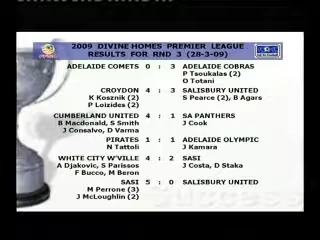 2009 DIVINE HOMES PREMIER LEAGUE
RESULTS FOR RND 3 (28-3-09)
ADELAIDE COMETS 0 : 3 ADELAIDE COBRAS
P Tsoukalas (2)
O Totani
CROYDON 4 : 3 SALISBURY UNITED
K Kosznik (2) S Pearce (2), B Agars
P Loizides (2)
CUMBERLAND UNITED 4 : 1 SA PANTHERS
B Macdonald, S Smith J Cook
J Consalvo, D Varma
PIRATES 1 : 1 ADELAIDE OLYMPIC
N Tattoli J Kamara
WHITE CITY W'VILLE 4 : 2 SASI
A Djakovic, S Parissos J Costa, D Staka
F Bucco, M Beron
SASI 5 : 0 SALISBURY UNITED
M Perrone (3)
J McLoughlin (2)
Success